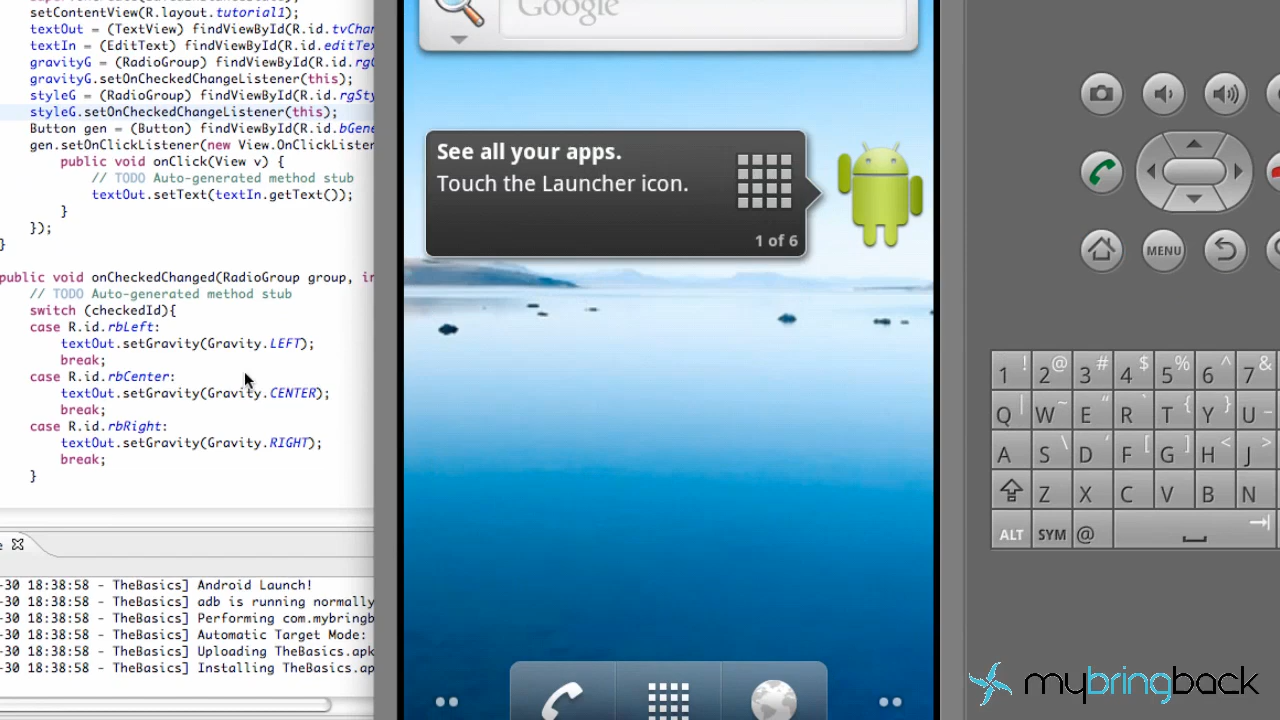 setContentView(R.layout.tutorial1);
textOut = (TextView) findViewById(R.id.tvChan
textIn = (EditText) findViewById(R.id.editTex
gravityG = (RadioGroup) findViewById(R.id.rgG
gravityG.setOnCheckedChangeListener(this);
styleG = (RadioGroup) findViewById(R.id.rgSty
styleG.setOnCheckedChangeListener(this);
Button gen = (Button) findViewById(R.id.bGene
gen.setOnClickListener(new View.OnClickListen
public void onClick(View v) {
// TODO Auto-generated method stub
textOut.setText(textIn.getText());
}
});
}
public void onCheckedChanged(RadioGroup group, in
// TODO Auto-generated method stub
switch (checkedId){
case R.id.rbLeft:
textOut.setGravity(Gravity.LEFT);
break;
case R.id.rbCenter:
textOut.setGravity(Gravity.CENTER);
break;
case R.id.rbRight:
textOut.setGravity(Gravity.RIGHT);
break;
}
-30 18:38:58 - TheBasics] Android Launch!
-30 18:38:58 - TheBasics] adb is running normally
-30 18:38:58 - TheBasics] Performing com.mybringb
-30 18:38:58 - TheBasics] Automatic Target Mode:
-30 18:38:58 - TheBasics] Uploading TheBasics.apk
-30 18:38:58 - TheBasics] Installing TheBasics.ap
Google
See all your apps.
Touch the Launcher icon.
1 of 6
MENU
1 ! 2 @ 3 # 4 $ 5 % 6 ^ 7 &
Q | W ~ E " R ` T { Y } U _
A S \ D ' F [ G ] H < J >
Z X C V B N
ALT SYM @
mybringback